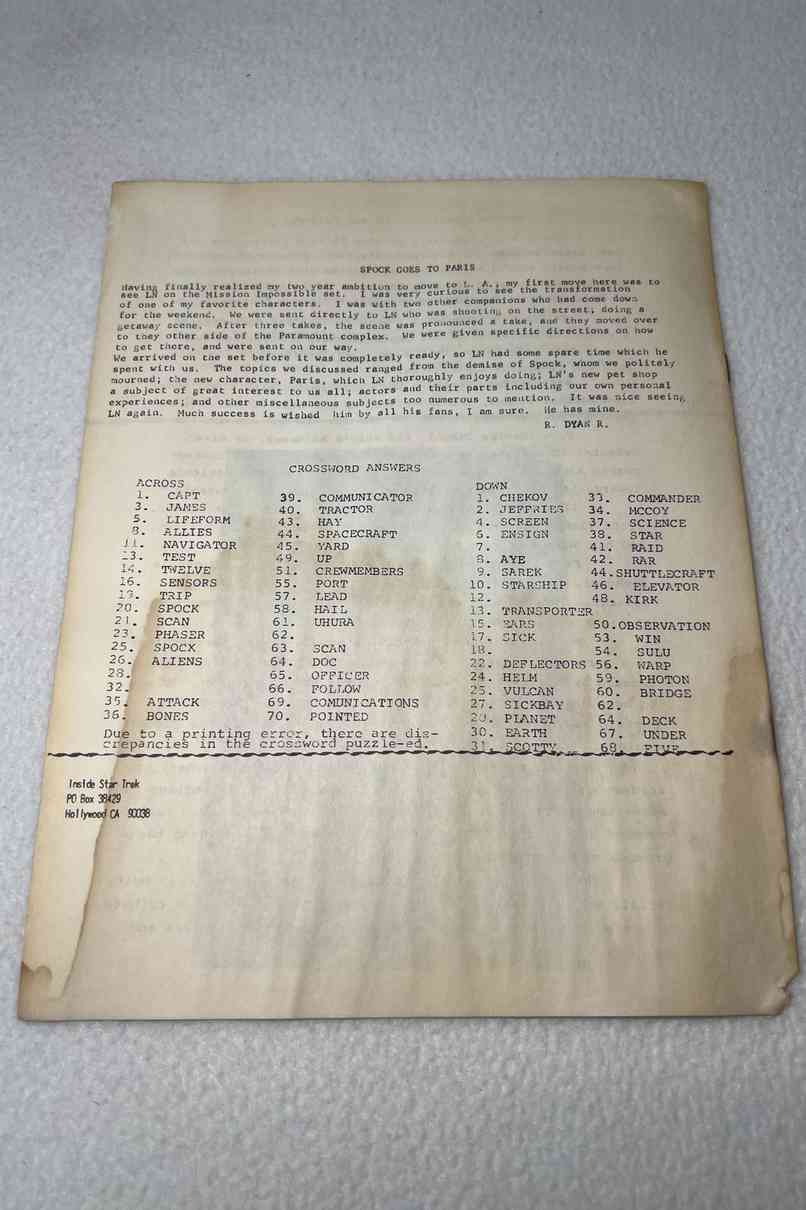 SPOCK GOES TO PARIS
Having finally realized my two year ambition to move to L. A., my first move here was to
see LN on the Mission Impossible set. I was very curious to see the transformation
of one of my favorite characters. I was with two other companions who had come down
for the weekend. We were sent directly to LN who was shooting on the street, doing a
getaway scene. After three takes, the scene was pronounced a take, and they moved over
to they other side of the Paramount complex. We were given specific directions on how
to get there, and were sent on our way.
We arrived on the set before it was completely ready, so LN had some spare time which he
spent with us. The topics we discussed ranged from the demise of Spock, whom we politely
mourned; the new character, Paris, which LN thoroughly enjoys doing; LN's new pet shop
a subject of great interest to us all; actors and their parts including our own personal
experiences; and other miscellaneous subjects too numerous to mention. It was nice seeing
LN again. Much success is wished him by all his fans, I am sure. He has mine.
R. DYAN R.
CROSSWORD ANSWERS
ACROSS
1. CAPT
3. JAMES
5. LIFEFORM
8. ALLIES
11. NAVIGATOR
13. TEST
14. TWELVE
16. SENSORS
19. TRIP
20. SPOCK
21. SCAN
23. PHASER
25. SPOCK
26. ALIENS
28.
32.
35. ATTACK
36. BONES
39. COMMUNICATOR
40. TRACTOR
43. HAY
44. SPACECRAFT
45. YARD
49. UP
51. CREWMEMBERS
55. PORT
57. LEAD
58. HAIL
61. UHURA
62.
63. SCAN
64. DOC
65. OFFICER
66. FOLLOW
69. COMUNICATIONS
70. POINTED
Due to a printing error, there are dis-
crepancies in the crossword puzzle-ed.
DOWN
1. CHEKOV
2. JEFFRIES
4. SCREEN
6. ENSIGN
7.
8. AYE
9. SAREK
10. STARSHIP
12.
13. TRANSPORTER
15. EARS
17. SICK
18.
22. DEFLECTORS
24. HELM
25. VULCAN
27. SICKBAY
29. PLANET
30. EARTH
31. SCOTTY
33. COMMANDER
34. MCCOY
37. SCIENCE
38. STAR
41. RAID
42. RAR
44. SHUTTLECRAFT
46. ELEVATOR
48. KIRK
50. OBSERVATION
53. WIN
54. SULU
56. WARP
59. PHOTON
60. BRIDGE
62.
64. DECK
67. UNDER
68. FIVE
Inside Star Trek
PO Box 38429
Hollywood CA 90038